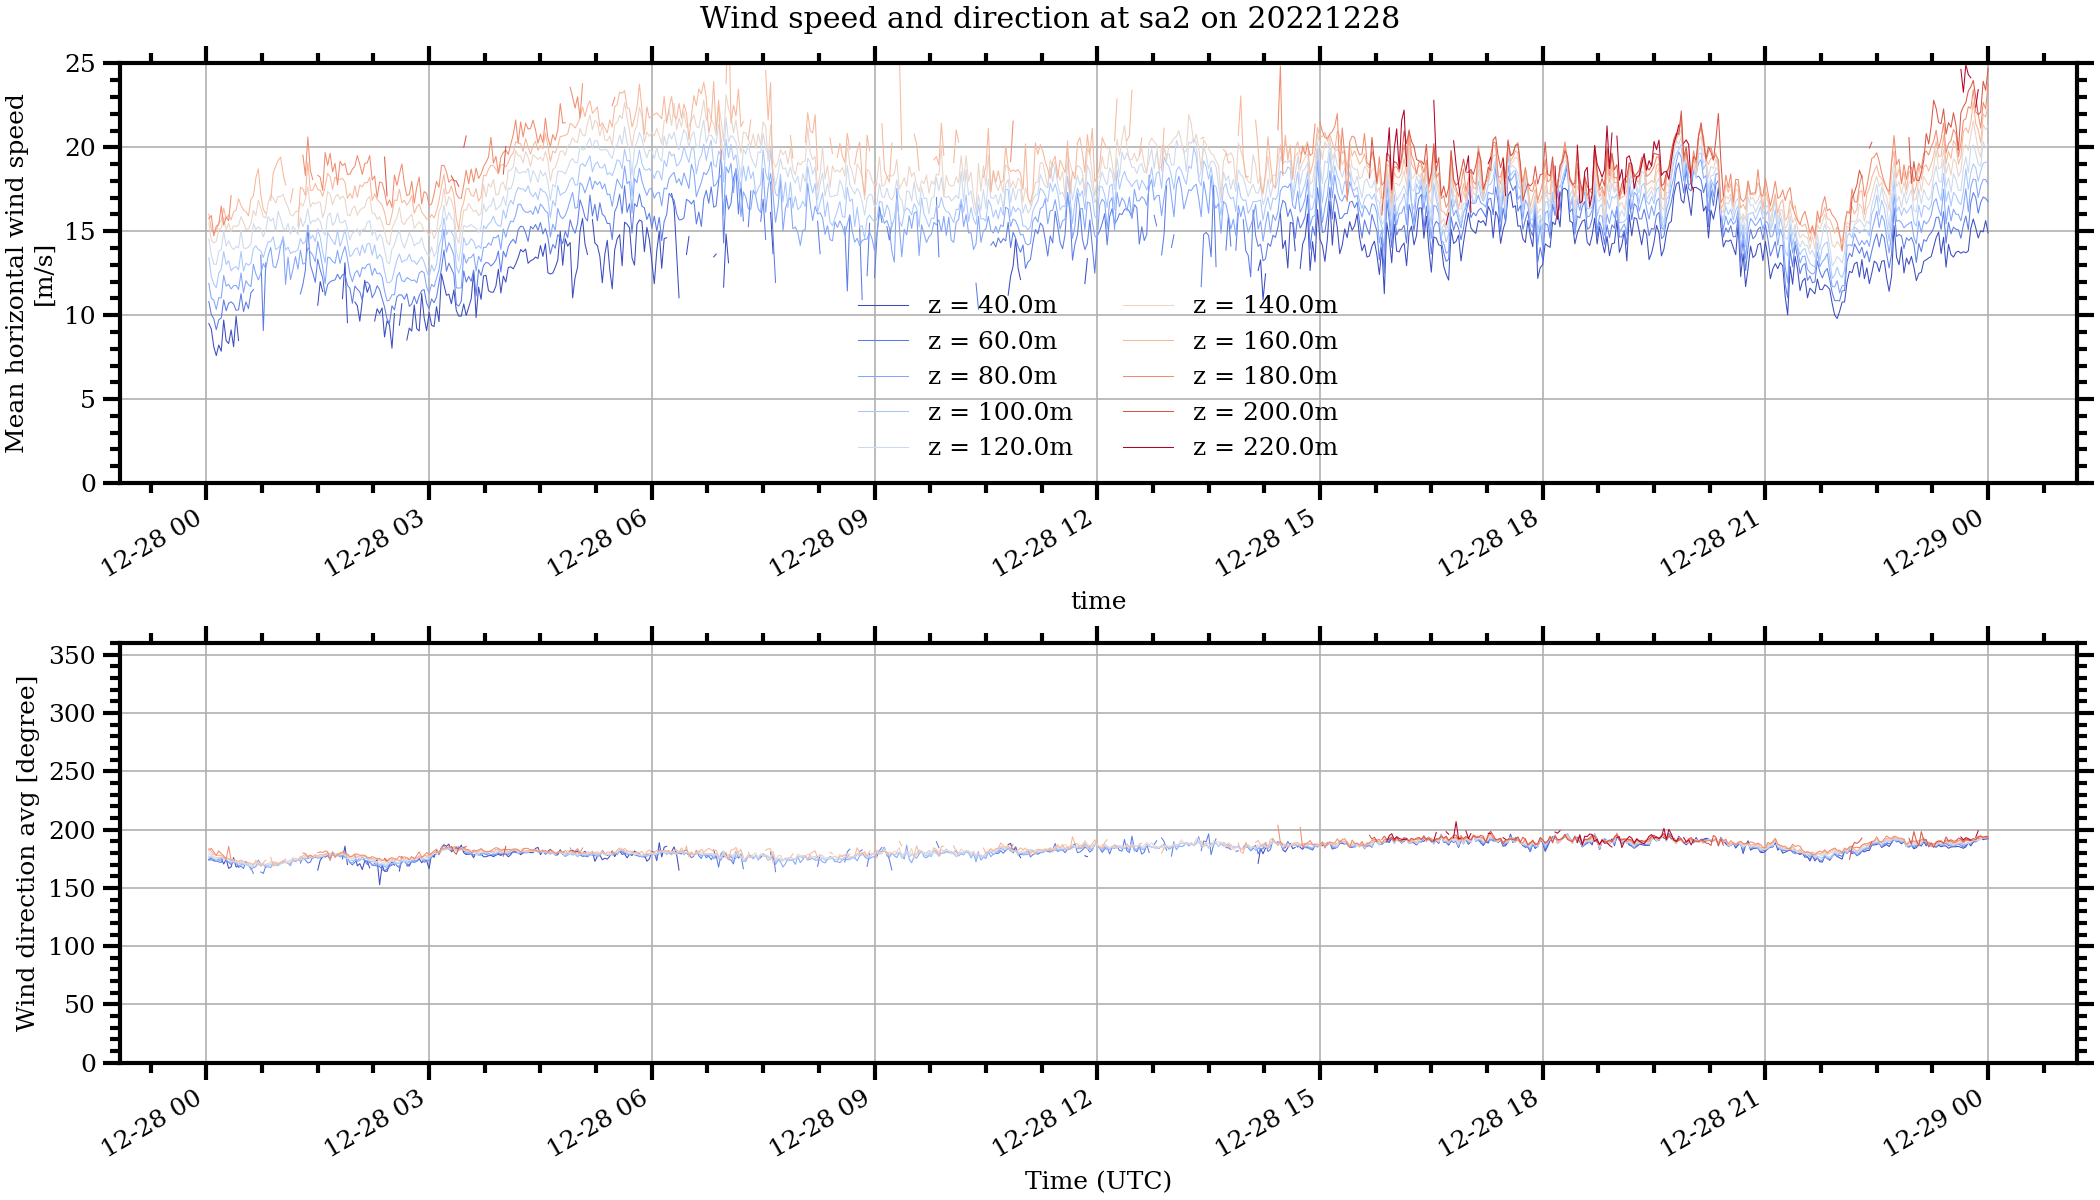 Wind speed and direction at sa2 on 20221228
Mean horizontal wind speed
[m/s]
25
20
15
10
5
0
z = 40.0m
z = 60.0m
z = 80.0m
z = 100.0m
z = 120.0m
z = 140.0m
z = 160.0m
z = 180.0m
z = 200.0m
z = 220.0m
12-28 00
12-28 03
12-28 06
12-28 09
12-28 12
12-28 15
12-28 18
12-28 21
12-29 00
time
Wind direction avg [degree]
350
300
250
200
150
100
50
0
12-28 00
12-28 03
12-28 06
12-28 09
12-28 12
12-28 15
12-28 18
12-28 21
12-29 00
Time (UTC)